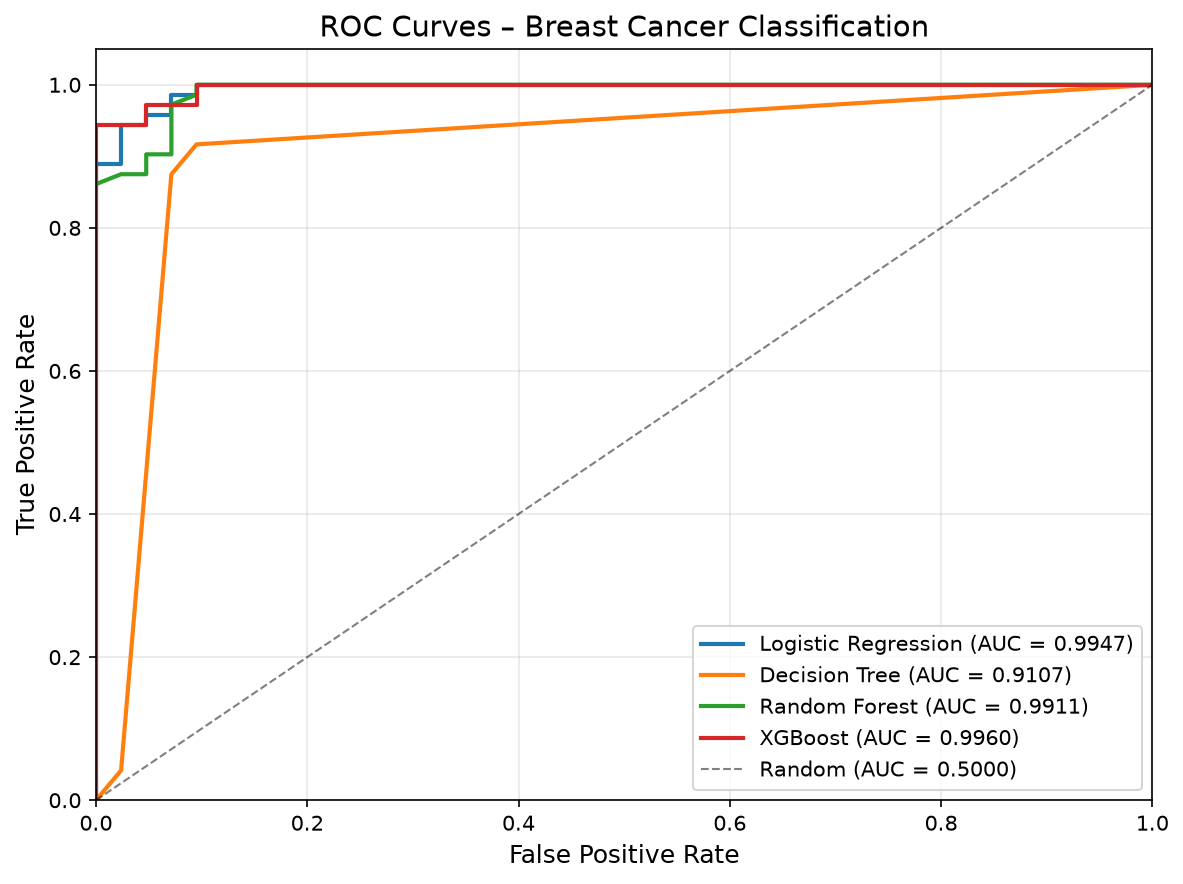 ROC Curves – Breast Cancer Classification
True Positive Rate
1.0
0.8
0.6
0.4
0.2
0.0
Logistic Regression (AUC = 0.9947)
Decision Tree (AUC = 0.9107)
Random Forest (AUC = 0.9911)
XGBoost (AUC = 0.9960)
Random (AUC = 0.5000)
0.0 0.2 0.4 0.6 0.8 1.0
False Positive Rate